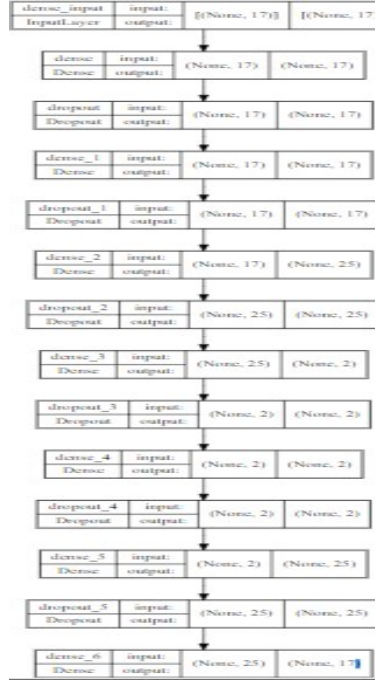 dense_input input: [(None, 17)] [(None, 17)
InputLayer output:
dense input: (None, 17) (None, 17)
Dense output:
dropout input: (None, 17) (None, 17)
Dropout output:
dense_1 input: (None, 17) (None, 17)
Dense output:
dropout_1 input: (None, 17) (None, 17)
Dropout output:
dense_2 input: (None, 17) (None, 25)
Dense output:
dropout_2 input: (None, 25) (None, 25)
Dropout output:
dense_3 input: (None, 25) (None, 2)
Dense output:
dropout_3 input: (None, 2) (None, 2)
Dropout output:
dense_4 input: (None, 2) (None, 2)
Dense output:
dropout_4 input: (None, 2) (None, 2)
Dropout output:
dense_5 input: (None, 2) (None, 25)
Dense output:
dropout_5 input: (None, 25) (None, 25)
Dropout output:
dense_6 input: (None, 25) (None, 17)
Dense output: